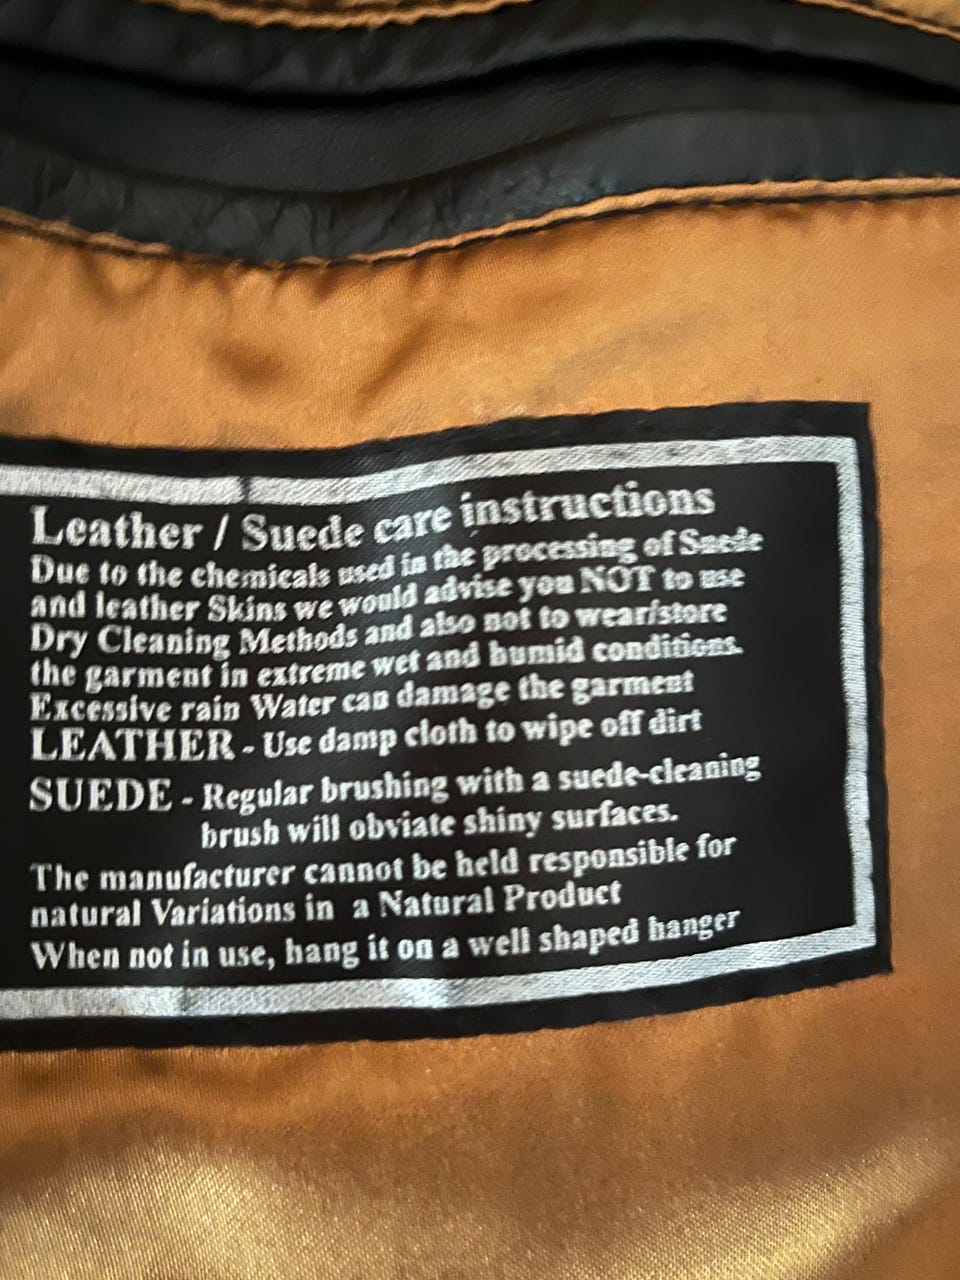 Leather / Suede care instructions
Due to the chemicals used in the processing of Suede
and leather Skins we would advise you NOT to use
Dry Cleaning Methods and also not to wear/store
the garment in extreme wet and humid conditions.
Excessive rain Water can damage the garment
LEATHER - Use damp cloth to wipe off dirt
SUEDE - Regular brushing with a suede-cleaning
brush will obviate shiny surfaces.
The manufacturer cannot be held responsible for
natural Variations in a Natural Product
When not in use, hang it on a well shaped hanger